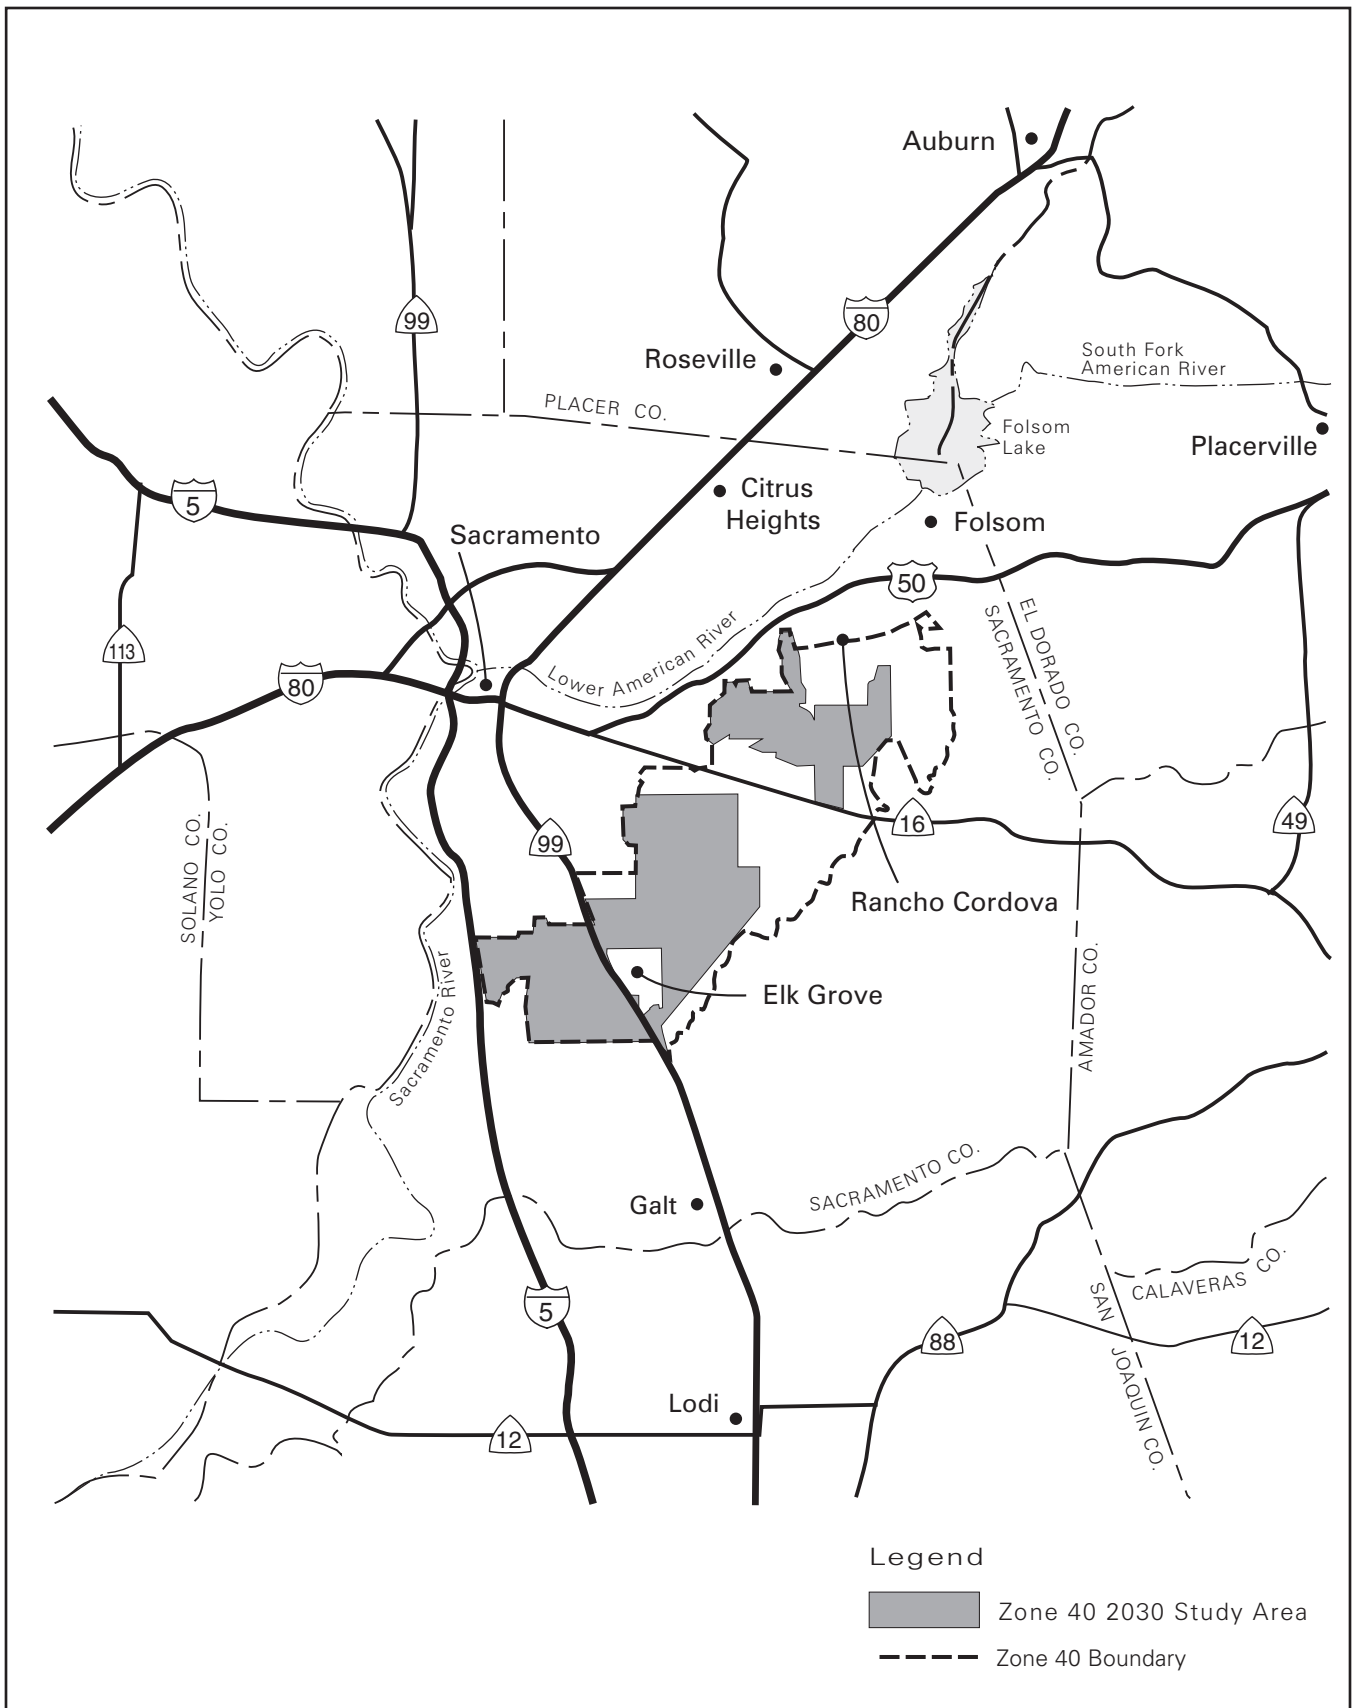 Auburn
99
80
Roseville
South Fork
American River
PLACER CO.
Folsom
Lake
Placerville
5
Citrus
Heights
Sacramento
Folsom
50
113
80
Lower American River
EL DORADO CO.
SACRAMENTO CO.
SOLANO CO.
YOLO CO.
99
16
49
Rancho Cordova
Sacramento River
Elk Grove
AMADOR CO.
SACRAMENTO CO.
Galt
CALAVERAS CO.
SAN JOAQUIN CO.
5
88
12
Lodi
12
Legend
Zone 40 2030 Study Area
Zone 40 Boundary